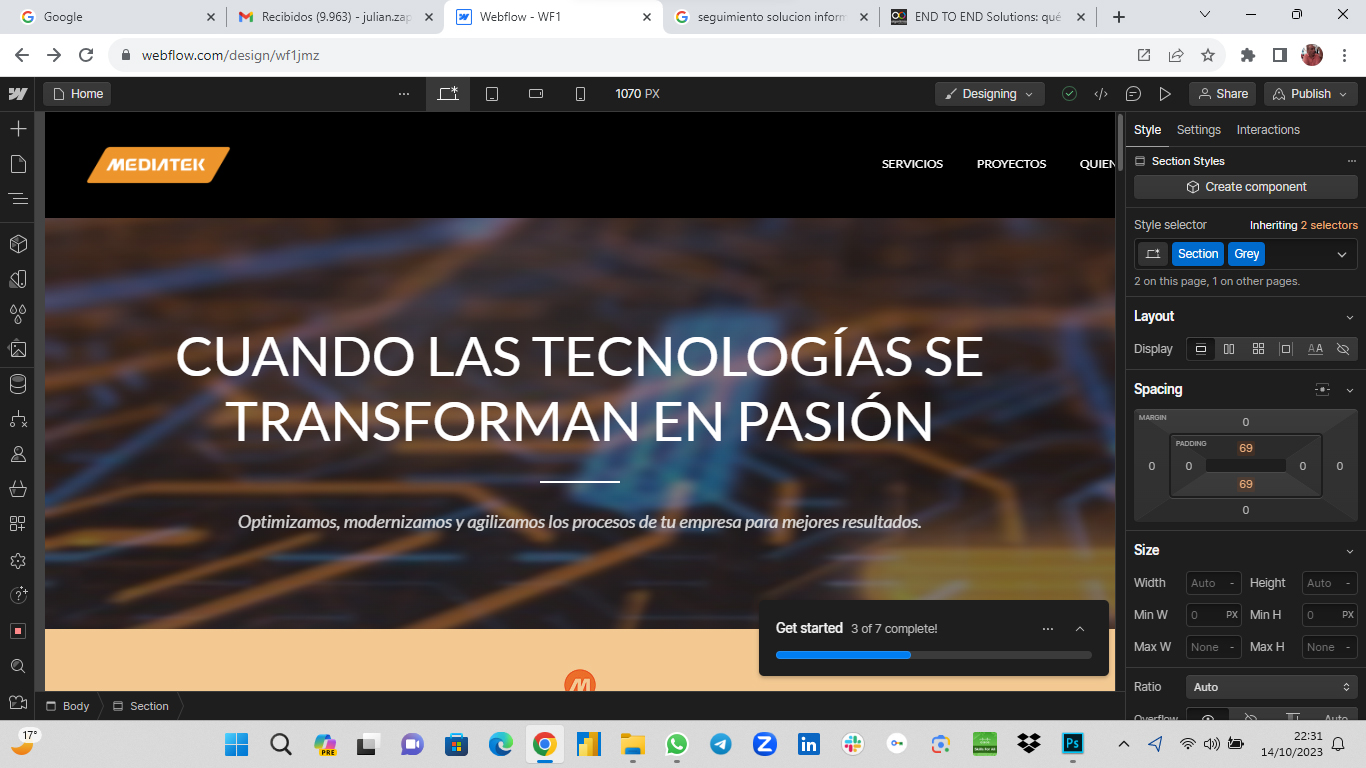 Google
Recibidos (9.963) - julian.zap
Webflow - WF1
seguimiento solucion inform
END TO END Solutions: qué
webflow.com/design/wf1jmz
Home
1070 PX
Designing
Share
Publish
MEDIATEK
SERVICIOS
PROYECTOS
QUIEN
CUANDO LAS TECNOLOGÍAS SE
TRANSFORMAN EN PASIÓN
Optimizamos, modernizamos y agilizamos los procesos de tu empresa para mejores resultados.
Get started 3 of 7 complete!
M
Style Settings Interactions
Section Styles
Create component
Style selector Inheriting 2 selectors
Section Grey
2 on this page, 1 on other pages.
Layout
Display
AA
Spacing
MARGIN
0
PADDING
69
0 0 0 0
69
0
Size
Width Auto - Height Auto -
Min W 0 PX Min H 0 PX
Max W None - Max H None -
Ratio Auto
Overflow Auto
Body Section
17°
PRE
Ps
22:31
14/10/2023